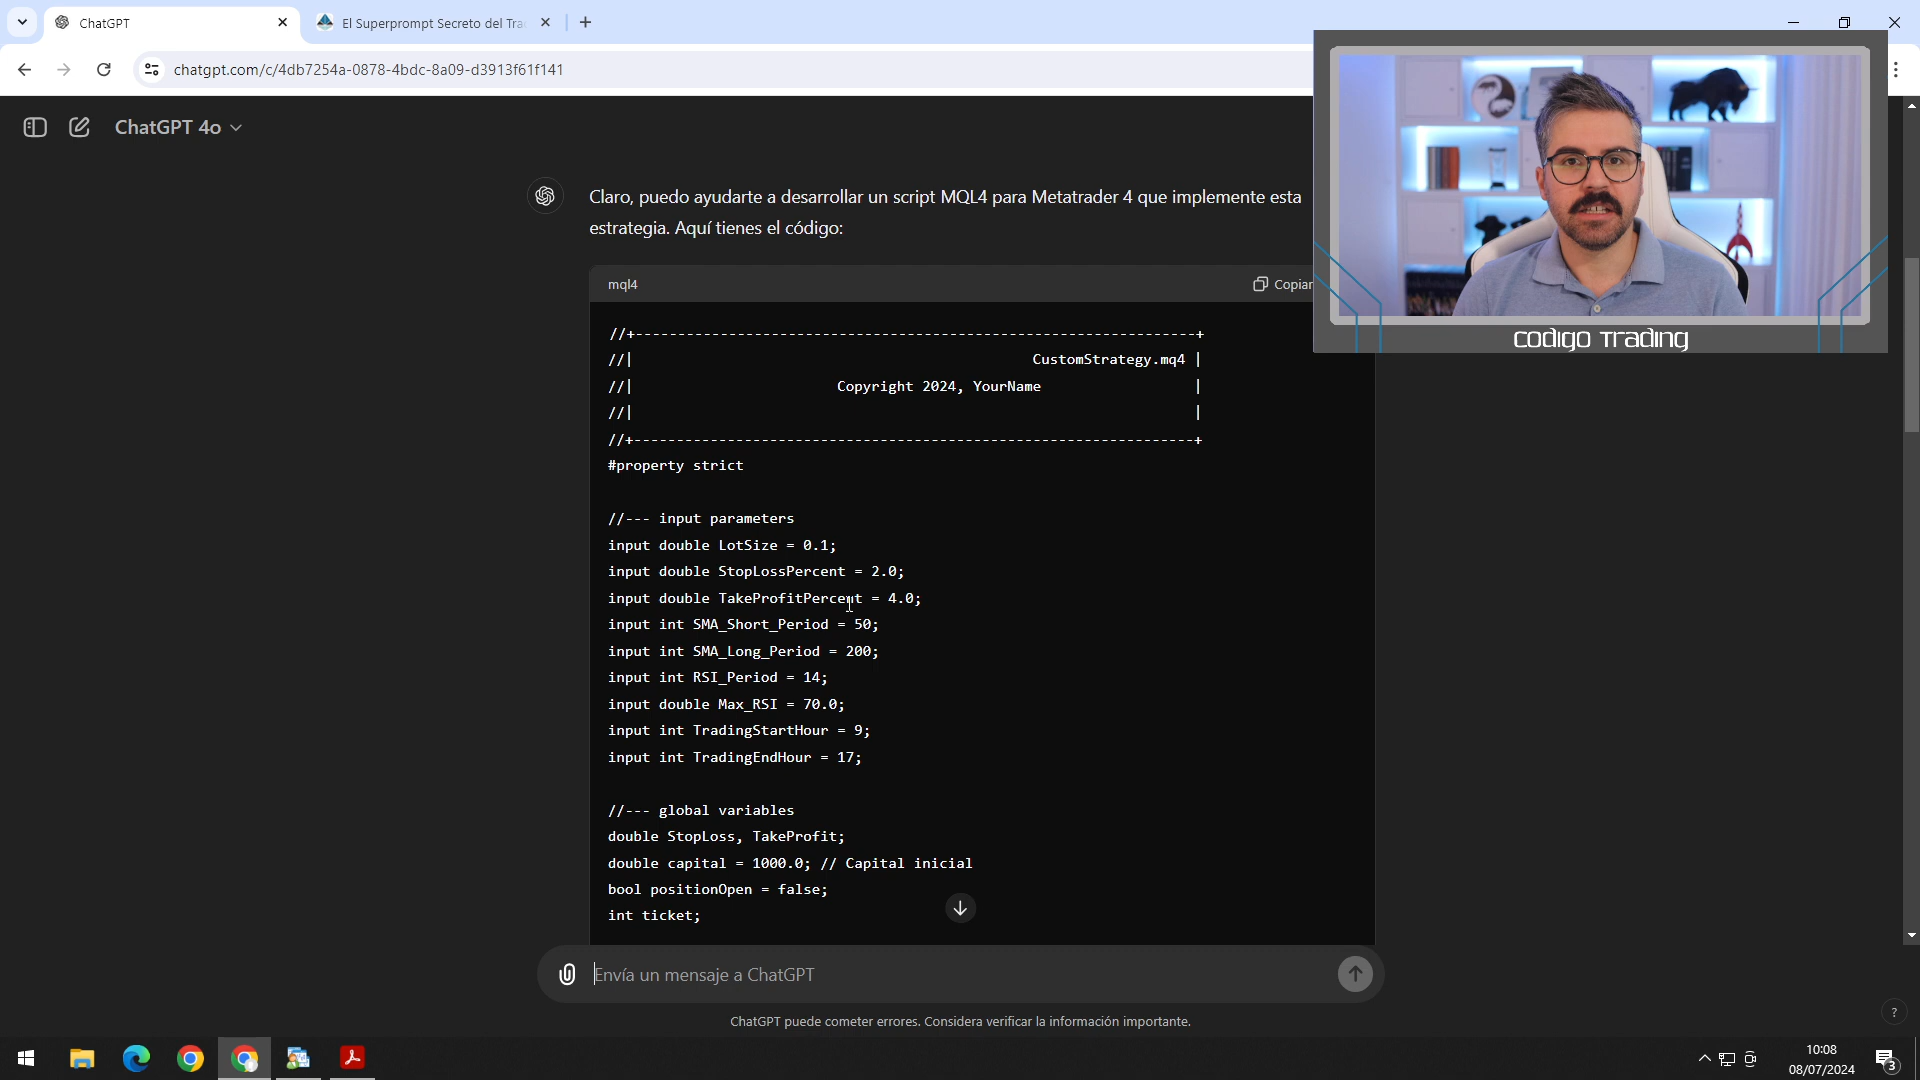 ChatGPT
El Superprompt Secreto del Tra
chatgpt.com/c/4db7254a-0878-4bdc-8a09-d3913f61f141
ChatGPT 4o
Claro, puedo ayudarte a desarrollar un script MQL4 para Metatrader 4 que implemente esta
estrategia. Aquí tienes el código:
mql4
Copiar
//+------------------------------------------------------------------+
//| CustomStrategy.mq4 |
//| Copyright 2024, YourName |
//| |
//+------------------------------------------------------------------+
#property strict
//--- input parameters
input double LotSize = 0.1;
input double StopLossPercent = 2.0;
input double TakeProfitPercent = 4.0;
input int SMA_Short_Period = 50;
input int SMA_Long_Period = 200;
input int RSI_Period = 14;
input double Max_RSI = 70.0;
input int TradingStartHour = 9;
input int TradingEndHour = 17;
//--- global variables
double StopLoss, TakeProfit;
double capital = 1000.0; // Capital inicial
bool positionOpen = false;
int ticket;
Envía un mensaje a ChatGPT
ChatGPT puede cometer errores. Considera verificar la información importante.
?
codigo Trading
10:08
08/07/2024
3